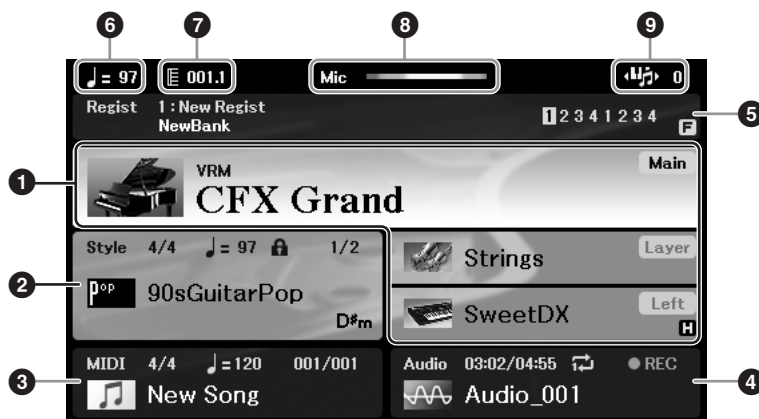 6 7 8 9
♩= 97 001.1 Mic 0
Regist 1 : New Regist
NewBank
1 2 3 4 1 2 3 4
F
5
1
VRM
CFX Grand
Main
2
Style 4/4 ♩= 97 1/2
Pop 90sGuitarPop
D♯m
Strings Layer
SweetDX Left
H
3
MIDI 4/4 ♩=120 001/001
New Song
Audio 03:02/04:55 ●REC
Audio_001
4